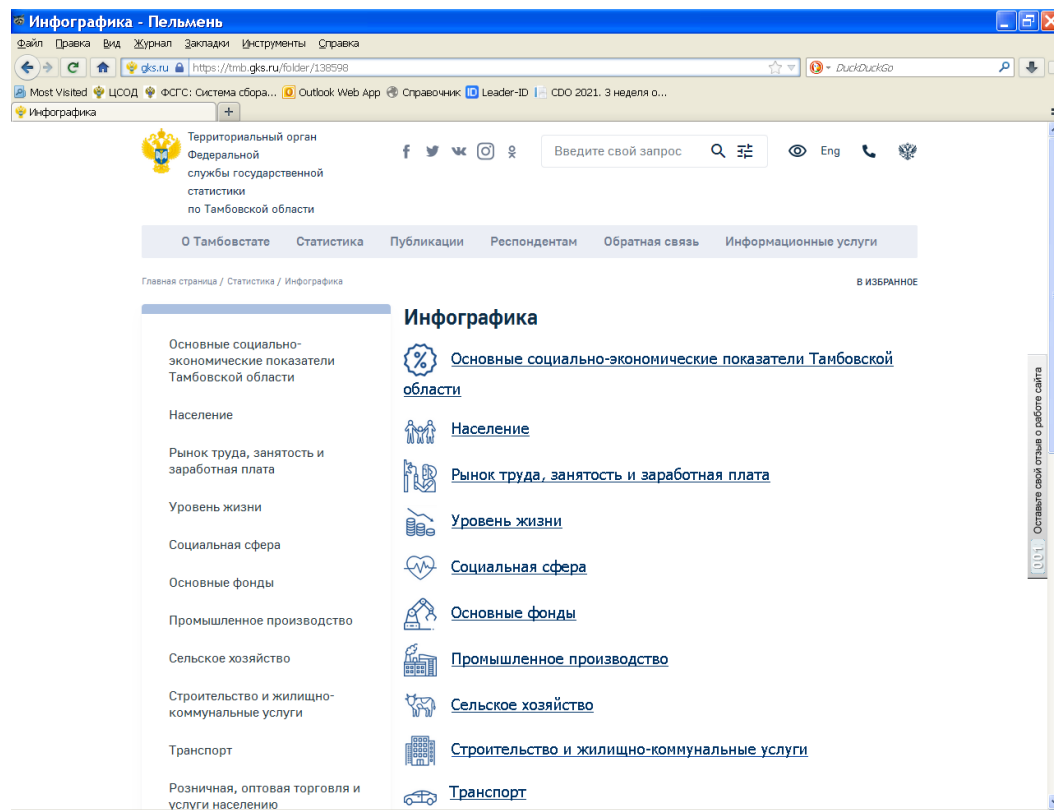 Инфографика - Пельмень
Файл Правка Вид Журнал Закладки Инструменты Справка
gks.ru https://tmb.gks.ru/folder/138598 DuckDuckGo
Most Visited ЦСОД ФСГС: Система сбора... Outlook Web App Справочник Leader-ID CDO 2021. 3 неделя о...
Инфографика
Территориальный орган
Федеральной
службы государственной
статистики
по Тамбовской области
Введите свой запрос
Eng
О Тамбовстате Статистика Публикации Респондентам Обратная связь Информационные услуги
Главная страница / Статистика / Инфографика
В ИЗБРАННОЕ
Основные социально-
экономические показатели
Тамбовской области
Население
Рынок труда, занятость и
заработная плата
Уровень жизни
Социальная сфера
Основные фонды
Промышленное производство
Сельское хозяйство
Строительство и жилищно-
коммунальные услуги
Транспорт
Розничная, оптовая торговля и
услуги населению
Инфографика
Основные социально-экономические показатели Тамбовской
области
Население
Рынок труда, занятость и заработная плата
Уровень жизни
Социальная сфера
Основные фонды
Промышленное производство
Сельское хозяйство
Строительство и жилищно-коммунальные услуги
Транспорт
Оставьте свой отзыв о работе сайта